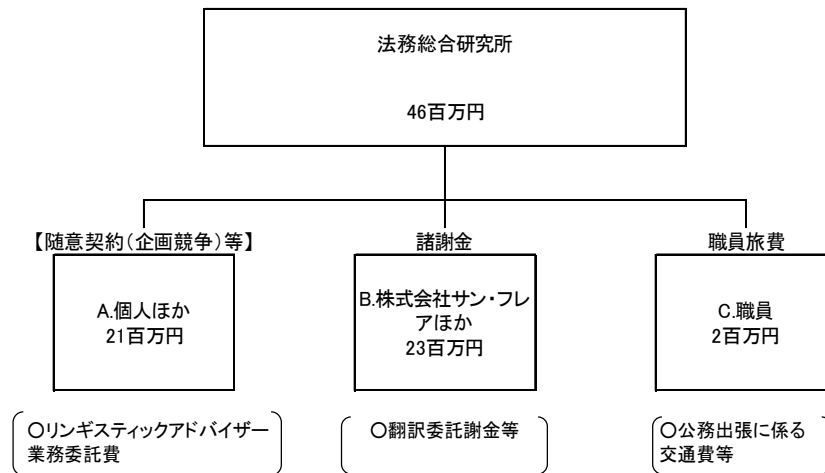 法務総合研究所
46百万円
【随意契約(企画競争)等】
諸謝金
職員旅費
A.個人ほか
21百万円
B.株式会社サン・フレ
アほか
23百万円
C.職員
2百万円
○リンギスティックアドバイザー
業務委託費
○翻訳委託謝金等
○公務出張に係る
交通費等